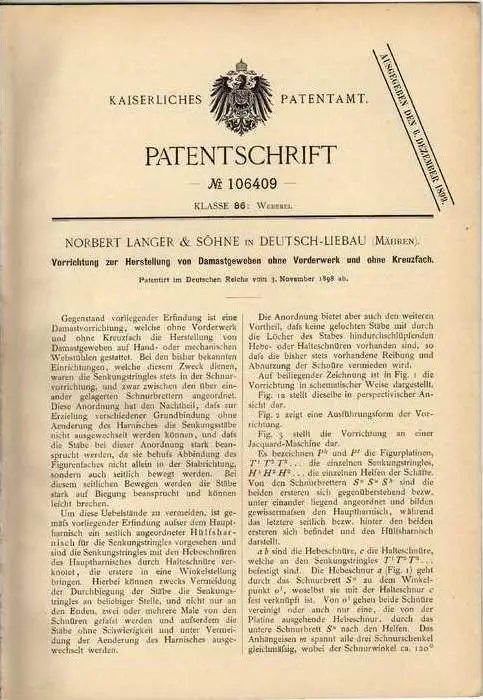 KAISERLICHES PATENTAMT.
AUSGEGEBEN DEN 6. DEZEMBER 1899.
PATENTSCHRIFT
— № 106409 —
KLASSE 86: WEBEREI.
NORBERT LANGER & SÖHNE IN DEUTSCH-LIEBAU (MÄHREN).
Vorrichtung zur Herstellung von Damastgeweben ohne Vorderwerk und ohne Kreuzfach.
Patentirt im Deutschen Reiche vom 3. November 1898 ab.
Gegenstand vorliegender Erfindung ist eine
Damastvorrichtung, welche ohne Vorderwerk
und ohne Kreuzfach die Herstellung von
Damastgeweben auf Hand- oder mechanischen
Webstühlen gestattet. Bei den bisher bekannten
Einrichtungen, welche diesem Zweck dienen,
waren die Senkungstringles stets in der Schnur-
vorrichtung, und zwar zwischen den über ein-
ander gelagerten Schnurbrettern angeordnet.
Diese Anordnung hat den Nachtheil, dafs zur
Erzielung verschiedener Grundbindung ohne
Aenderung des Harnisches die Senkungsstäbe
nicht ausgewechselt werden können, und dafs
die Stäbe bei dieser Anordnung stark bean-
sprucht werden, da sie behufs Abbindung des
Figurenfaches nicht allein in der Stabrichtung,
sondern auch seitlich bewegt werden. Bei
diesem seitlichen Bewegen werden die Stäbe
stark auf Biegung beansprucht und können
leicht brechen.
Um diese Uebelstände zu vermeiden, ist ge-
mäfs vorliegender Erfindung aufser dem Haupt-
harnisch ein seitlich angeordneter Hülfshar-
nisch für die Senkungstringles vorgesehen und
sind die Senkungstringles mit den Hebeschnüren
des Hauptharnisches durch Halteschnüre ver-
knotet, die erstere in eine Winkelstellung
bringen. Hierbei können zwecks Vermeidung
der Durchbiegung der Stäbe die Senkungs-
tringles an beliebiger Stelle, und nicht nur an
den Enden, zwei oder mehrere Male von den
Schnüren gefafst werden und aufserdem die
Stäbe ohne Schwierigkeit und unter Vermei-
dung der Aenderung des Harnisches ausge-
wechselt werden.
Die Anordnung bietet aber auch den weiteren
Vortheil, dafs keine gelochten Stäbe mit durch
die Löcher des Stabes hindurchschlüpfenden
Hebe- oder Halteschnüren vorhanden sind, so
dafs die bisher stets vorhandene Reibung und
Abnutzung der Schnüre vermieden wird.
Auf beiliegender Zeichnung ist in Fig. 1 die
Vorrichtung in schematischer Weise dargestellt.
Fig. 1a stellt dieselbe in perspectivischer An-
sicht dar.
Fig. 2 zeigt eine Ausführungsform der Vor-
richtung.
Fig. 3 stellt die Vorrichtung an einer
Jacquard-Maschine dar.
Es bezeichnen Ph und Pf die Figurplatinen,
T¹ T² T³ . . . die einzelnen Senkungstringles,
H¹ H² H³ . . . die einzelnen Helfen der Schäfte.
Von den Schnurbrettern So Su Sb sind die
beiden ersteren sich gegenüberstehend bezw.
unter einander liegend angeordnet und bilden
gewissermafsen den Hauptharnisch, während
das letztere seitlich bezw. hinter den beiden
ersteren sich befindet und den Hülfsharnisch
darstellt.
a b sind die Hebeschnüre, c die Halteschnüre,
welche an den Senkungstringles T¹ T² T³ . . .
befestigt sind. Die Hebeschnur a (Fig. 1) geht
durch das Schnurbrett So zu dem Winkel-
punkt o¹, woselbst sie mit der Halteschnur c
fest verknüpft ist. Von o¹ gehen beide Schnüre
vereinigt oder auch nur eine, die von der
Platine ausgehende Hebeschnur, durch das
untere Schnurbrett Su nach den Helfen. Das
Anhängeisen m spannt alle drei Schnurschenkel
gleichmäfsig, wobei der Schnurwinkel ca. 120°